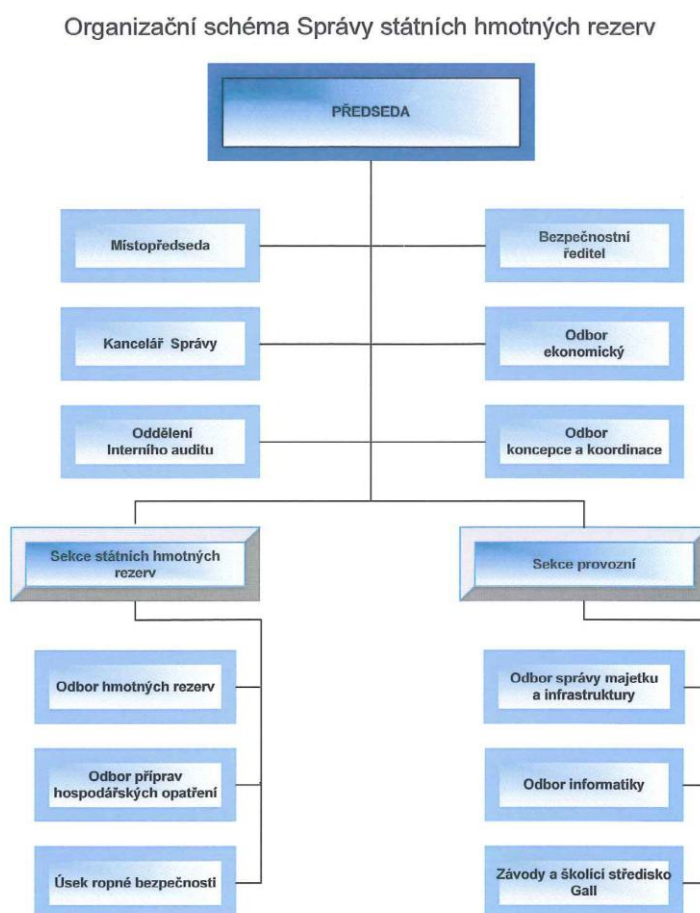 Organizační schéma Správy státních hmotných rezerv
PŘEDSEDA
Místopředseda
Bezpečnostní
ředitel
Kancelář Správy
Odbor
ekonomický
Oddělení
Interního auditu
Odbor
koncepce a koordinace
Sekce státních hmotných
rezerv
Sekce provozní
Odbor hmotných rezerv
Odbor správy majetku
a infrastruktury
Odbor příprav
hospodářských opatření
Odbor informatiky
Úsek ropné bezpečnosti
Závody a školící středisko
Gall